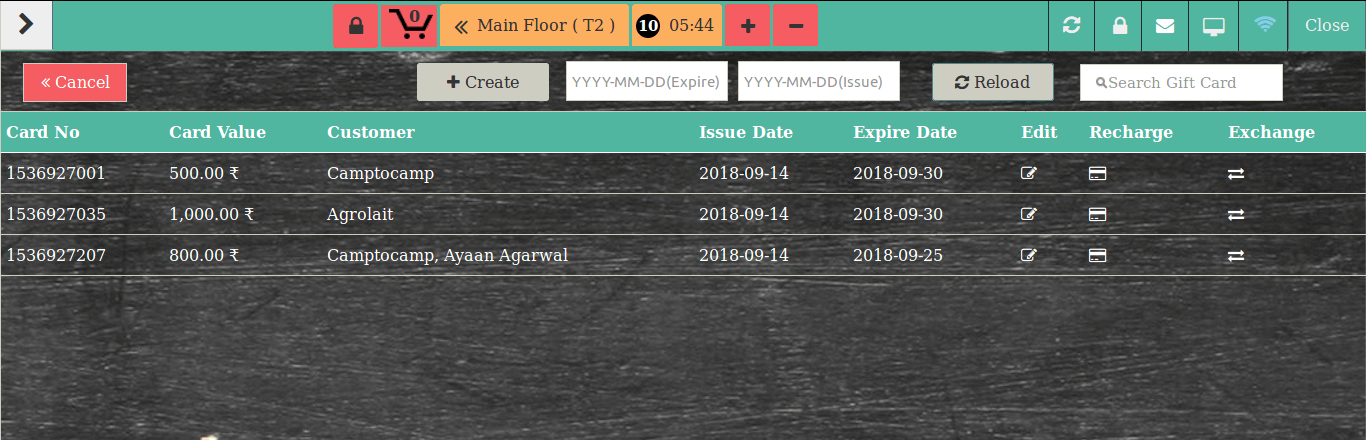 0 Main Floor ( T2 ) 10 05:44 Close
Cancel Create YYYY-MM-DD(Expire) YYYY-MM-DD(Issue) Reload Search Gift Card
Card No Card Value Customer Issue Date Expire Date Edit Recharge Exchange
1536927001 500.00 ₹ Camptocamp 2018-09-14 2018-09-30
1536927035 1,000.00 ₹ Agrolait 2018-09-14 2018-09-30
1536927207 800.00 ₹ Camptocamp, Ayaan Agarwal 2018-09-14 2018-09-25